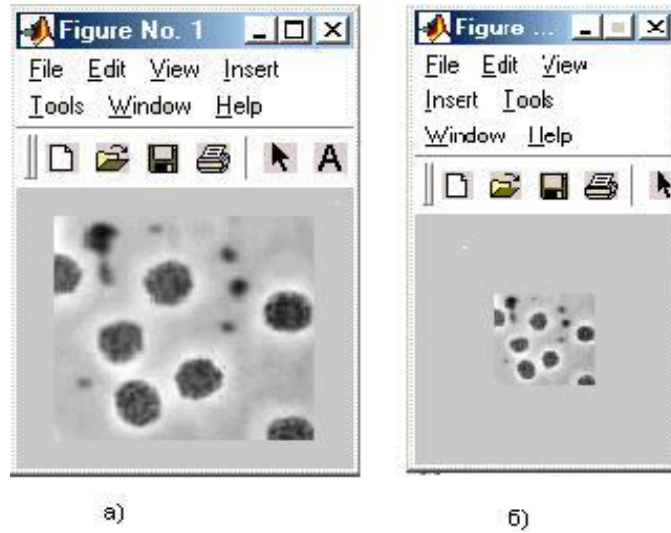 Figure No. 1
File Edit View Insert
Tools Window Help
A
Figure ...
File Edit View
Insert Tools
Window Help
а)
б)